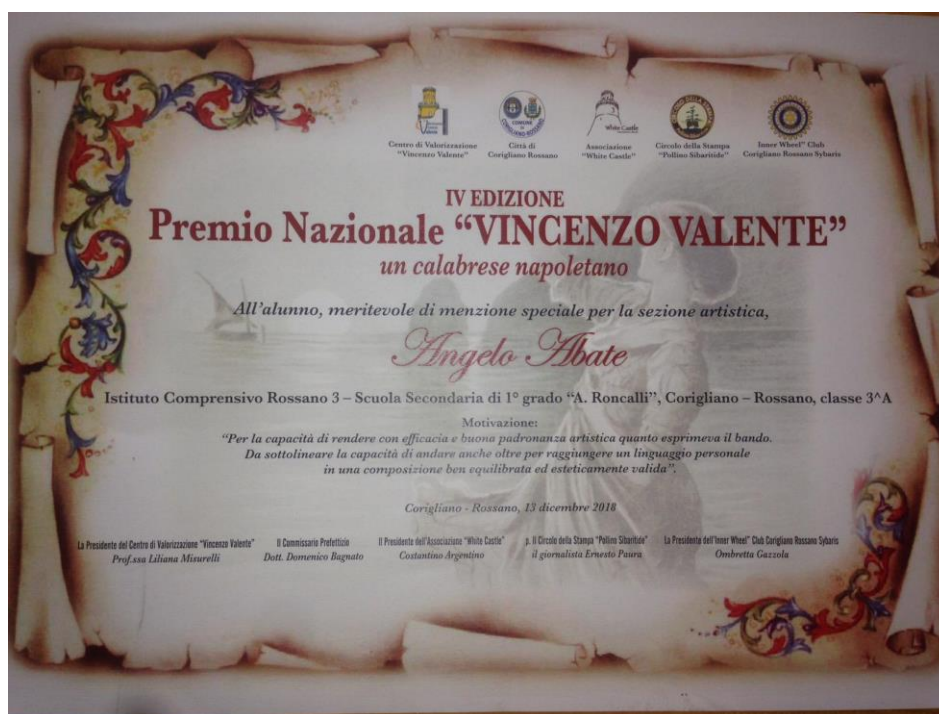 Centro di Valorizzazione
"Vincenzo Valente"
Città di
Corigliano Rossano
Associazione
"White Castle"
Circolo della Stampa
"Pollino Sibaritide"
Inner Wheel" Club
Corigliano Rossano Sybaris
White Castle
IV EDIZIONE
Premio Nazionale "VINCENZO VALENTE"
un calabrese napoletano
All'alunno, meritevole di menzione speciale per la sezione artistica,
Angelo Abate
Istituto Comprensivo Rossano 3 – Scuola Secondaria di 1° grado "A. Roncalli", Corigliano – Rossano, classe 3^A
Motivazione:
"Per la capacità di rendere con efficacia e buona padronanza artistica quanto esprimeva il bando.
Da sottolineare la capacità di andare anche oltre per raggiungere un linguaggio personale
in una composizione ben equilibrata ed esteticamente valida".
Corigliano - Rossano, 13 dicembre 2018
La Presidente del Centro di Valorizzazione "Vincenzo Valente"
Prof.ssa Liliana Misurelli
Il Commissario Prefettizio
Dott. Domenico Bagnato
Il Presidente dell'Associazione "White Castle"
Costantino Argentino
p. Il Circolo della Stampa "Pollino Sibaritide"
il giornalista Ernesto Paura
La Presidente dell'Inner Wheel" Club Corigliano Rossano Sybaris
Ombretta Gazzola